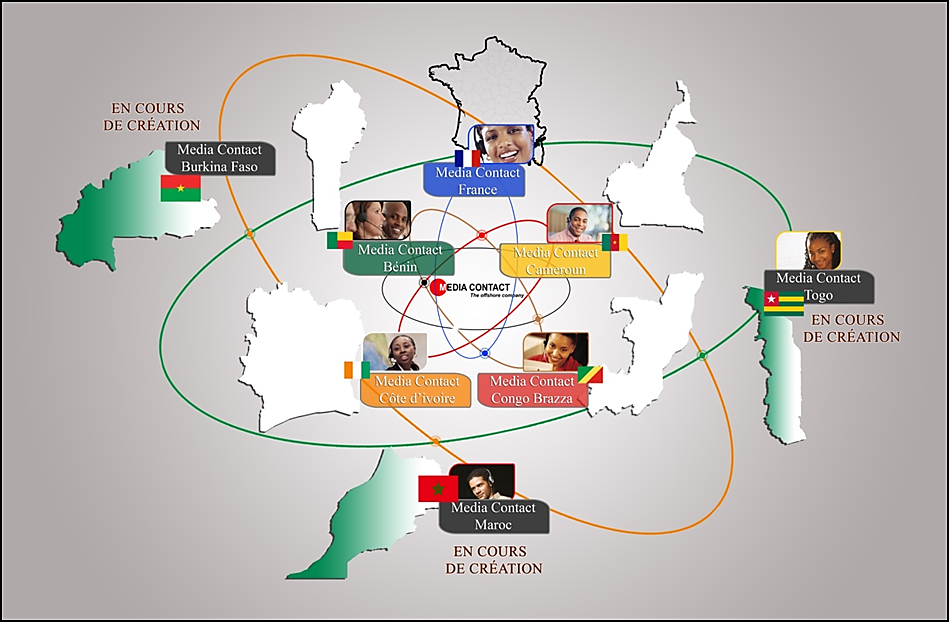 EN COURS
DE CRÉATION
Media Contact
Burkina Faso
Media Contact
France
Media Contact
Bénin
Media Contact
Cameroun
MEDIA CONTACT
The offshore company
Media Contact
Togo
EN COURS
DE CRÉATION
Media Contact
Côte d’ivoire
Media Contact
Congo Brazza
Media Contact
Maroc
EN COURS
DE CRÉATION